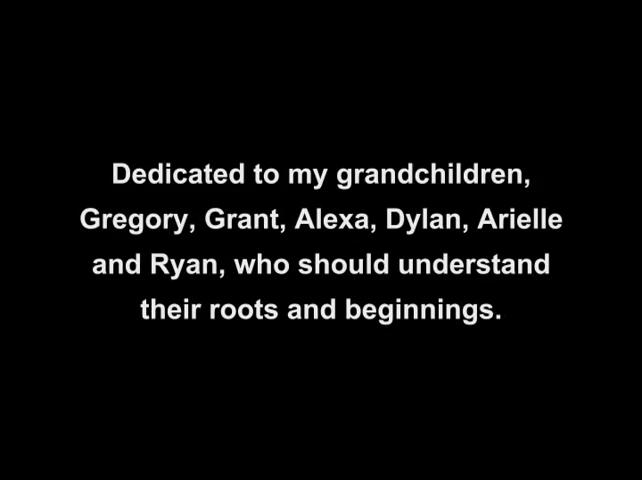 Dedicated to my grandchildren,
Gregory, Grant, Alexa, Dylan, Arielle
and Ryan, who should understand
their roots and beginnings.